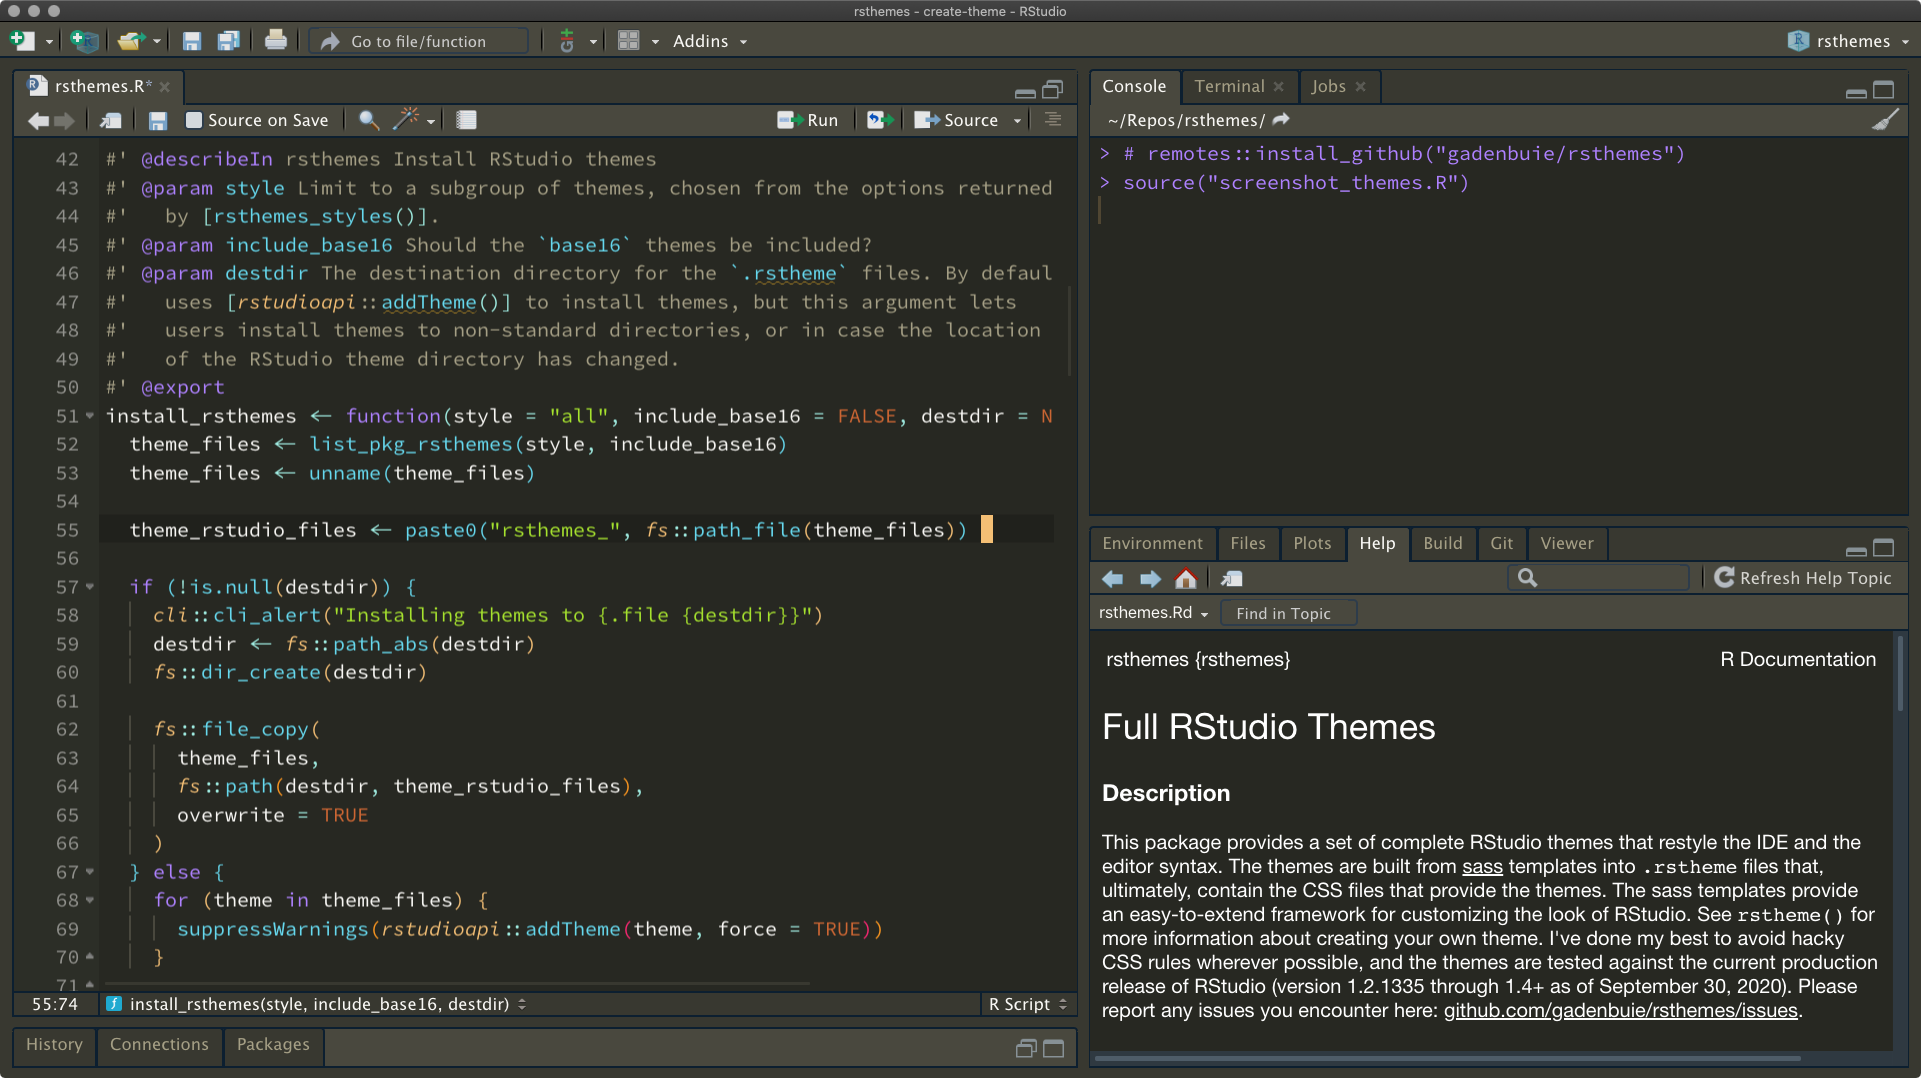 rsthemes - create-theme - RStudio
Go to file/function
Addins
rsthemes
rsthemes.R*
Source on Save
Run
Source
42 #' @describeIn rsthemes Install RStudio themes
43 #' @param style Limit to a subgroup of themes, chosen from the options returned
44 #'   by [rsthemes_styles()].
45 #' @param include_base16 Should the `base16` themes be included?
46 #' @param destdir The destination directory for the `.rstheme` files. By defaul
47 #'   uses [rstudioapi::addTheme()] to install themes, but this argument lets
48 #'   users install themes to non-standard directories, or in case the location
49 #'   of the RStudio theme directory has changed.
50 #' @export
51 install_rsthemes <- function(style = "all", include_base16 = FALSE, destdir = N
52   theme_files <- list_pkg_rsthemes(style, include_base16)
53   theme_files <- unname(theme_files)
54
55   theme_rstudio_files <- paste0("rsthemes_", fs::path_file(theme_files))
56
57   if (!is.null(destdir)) {
58     cli::cli_alert("Installing themes to {.file {destdir}}")
59     destdir <- fs::path_abs(destdir)
60     fs::dir_create(destdir)
61
62     fs::file_copy(
63       theme_files,
64       fs::path(destdir, theme_rstudio_files),
65       overwrite = TRUE
66     )
67   } else {
68     for (theme in theme_files) {
69       suppressWarnings(rstudioapi::addTheme(theme, force = TRUE))
70     }
71
55:74
install_rsthemes(style, include_base16, destdir)
R Script
History
Connections
Packages
Console
Terminal
Jobs
~/Repos/rsthemes/
> # remotes::install_github("gadenbuie/rsthemes")
> source("screenshot_themes.R")
Environment
Files
Plots
Help
Build
Git
Viewer
Refresh Help Topic
rsthemes.Rd
Find in Topic
rsthemes {rsthemes}
R Documentation
Full RStudio Themes
Description
This package provides a set of complete RStudio themes that restyle the IDE and the
editor syntax. The themes are built from sass templates into .rstheme files that,
ultimately, contain the CSS files that provide the themes. The sass templates provide
an easy-to-extend framework for customizing the look of RStudio. See rstheme() for
more information about creating your own theme. I've done my best to avoid hacky
CSS rules wherever possible, and the themes are tested against the current production
release of RStudio (version 1.2.1335 through 1.4+ as of September 30, 2020). Please
report any issues you encounter here: github.com/gadenbuie/rsthemes/issues.